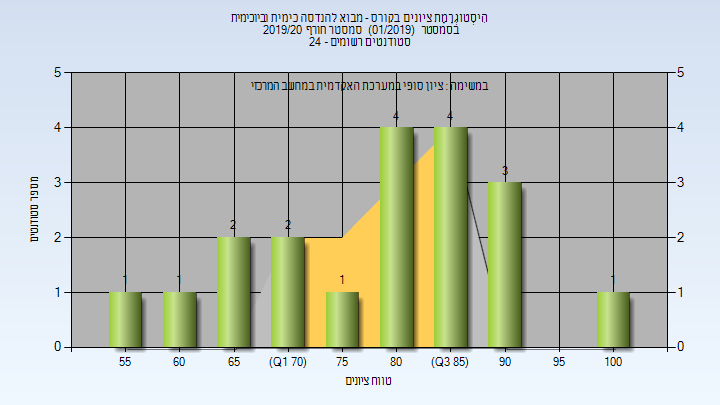 היסטוגרמת ציונים בקורס - מבוא להנדסה כימית וביוכימית
בסמסטר (01/2019) סמסטר חורף 2019/20
סטודנטים רשומים - 24
במשימה : ציון סופי במערכת האקדמית במחשב המרכזי
מספר סטודנטים
5 5
4 4
3 3
2 2
1 1
0 0
1 1 2 2 1 4 4 3 1
55 60 65 (Q1 70) 75 80 (Q3 85) 90 95 100
טווח ציונים